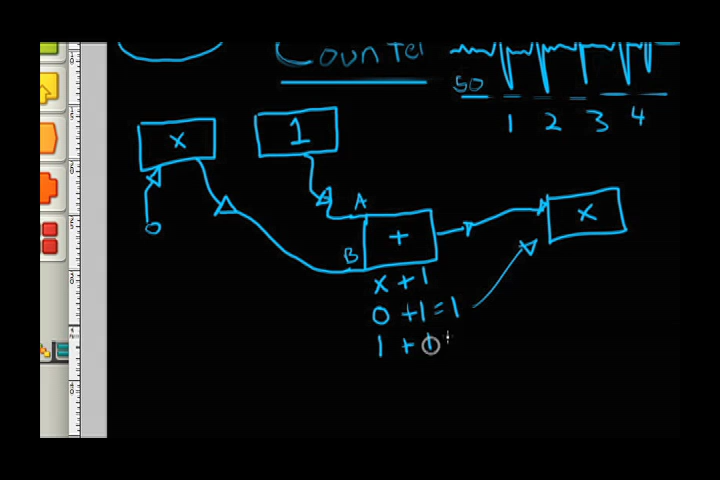 Counter
50
1 2 3 4
x
1
A
B
+
x
0
x + 1
0 + 1 = 1
1 + 1